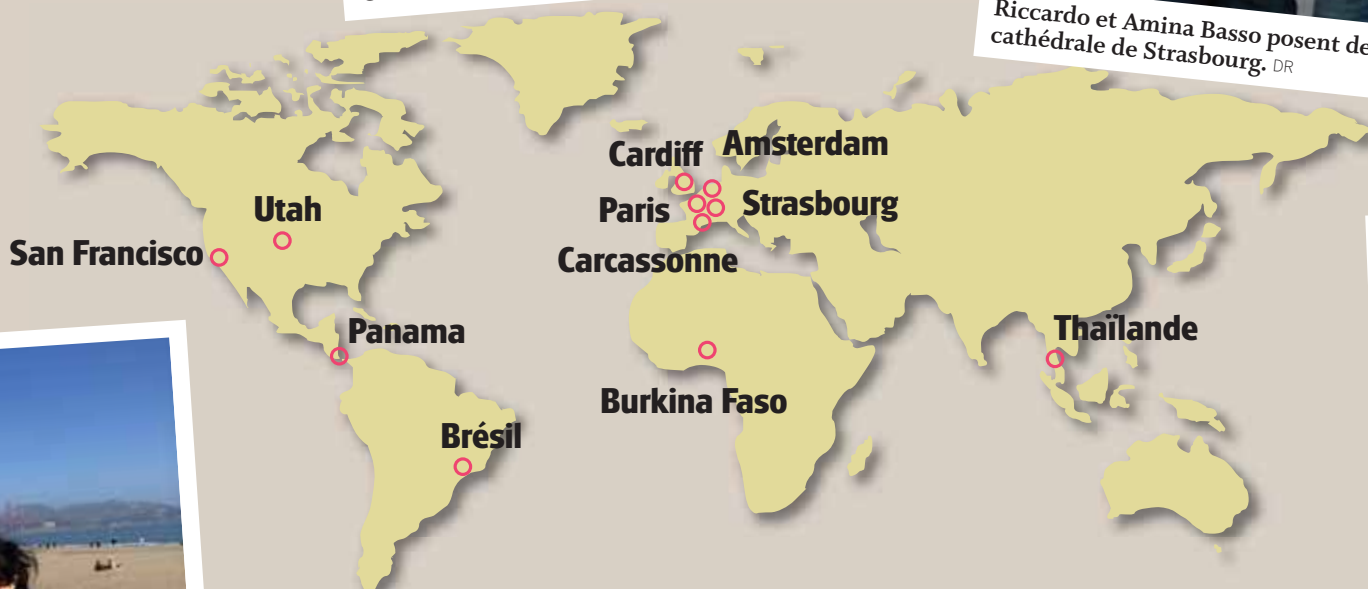 Riccardo et Amina Basso posent
cathédrale de Strasbourg. DR
Cardiff
Amsterdam
Utah
Paris
Strasbourg
San Francisco
Carcassonne
Panama
Thaïlande
Burkina Faso
Brésil